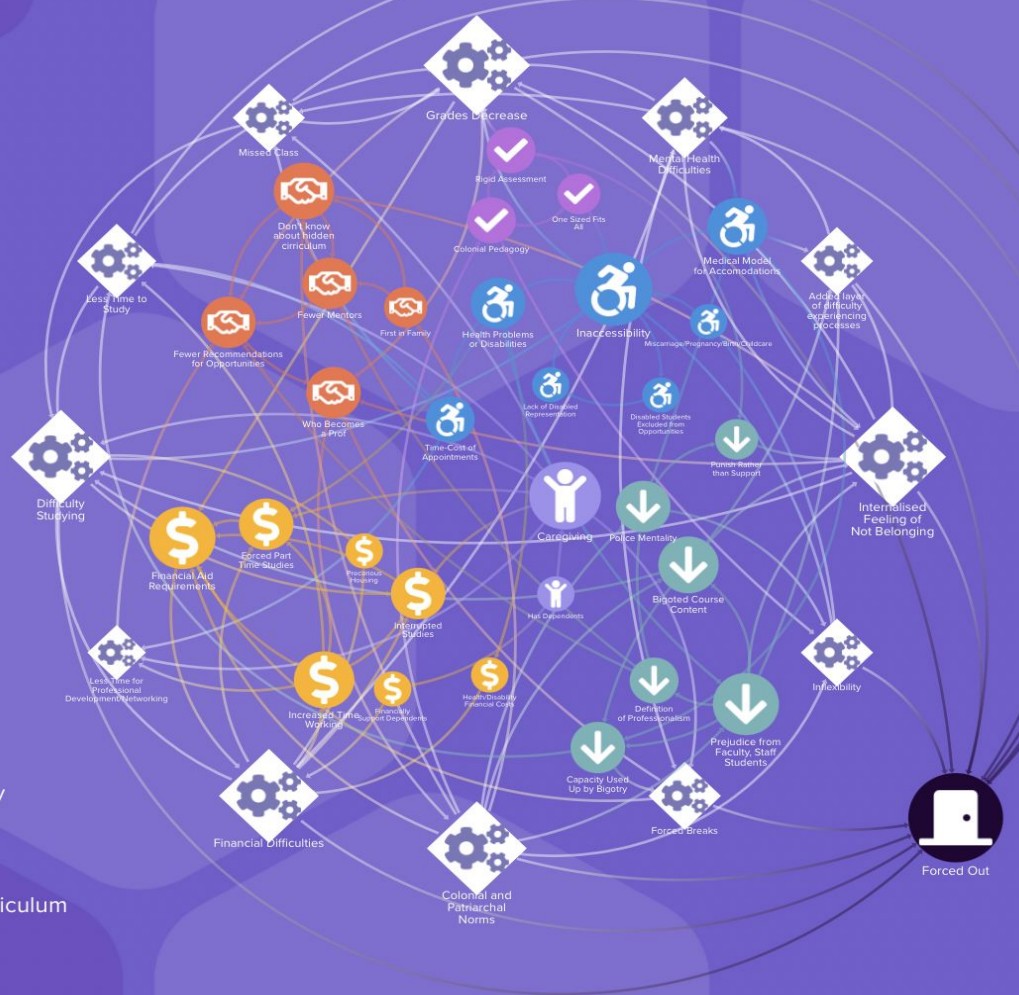 Grades Decrease
Missed Class
Mental Health
Difficulties
Rigid Assessment
One Sized Fits
All
Don't know
about hidden
cirriculum
Colonial Pedagogy
Medical Model
for Accomodations
Less Time to
Study
Added layer
of difficulty
experiencing
processes
Fewer Mentors
First in Family
Health Problems
or Disabilities
Inaccessibility
Miscarriage/Pregnancy/Birth/Childcare
Fewer Recommendations
for Opportunities
Lack of Disabled
Representation
Disabled Students
Excluded from
Opportunities
Who Becomes
a Prof
Time-Cost of
Appointments
Punish Rather
than Support
Difficulty
Studying
Internalised
Feeling of
Not Belonging
Caregiving
Police Mentality
Financial Aid
Requirements
Forced Part
Time Studies
Precarious
Housing
Bigoted Course
Content
Has Dependents
Interrupted
Studies
Less Time for
Professional
Development/Networking
Inflexibility
Increased Time
Working
Financially
Support Dependents
Health/Disability
Financial Costs
Definition
of Professionalism
Prejudice from
Faculty, Staff
Students
Capacity Used
Up by Bigotry
y
Financial Difficulties
Forced Breaks
Forced Out
Colonial and
Patriarchal
Norms
iculum